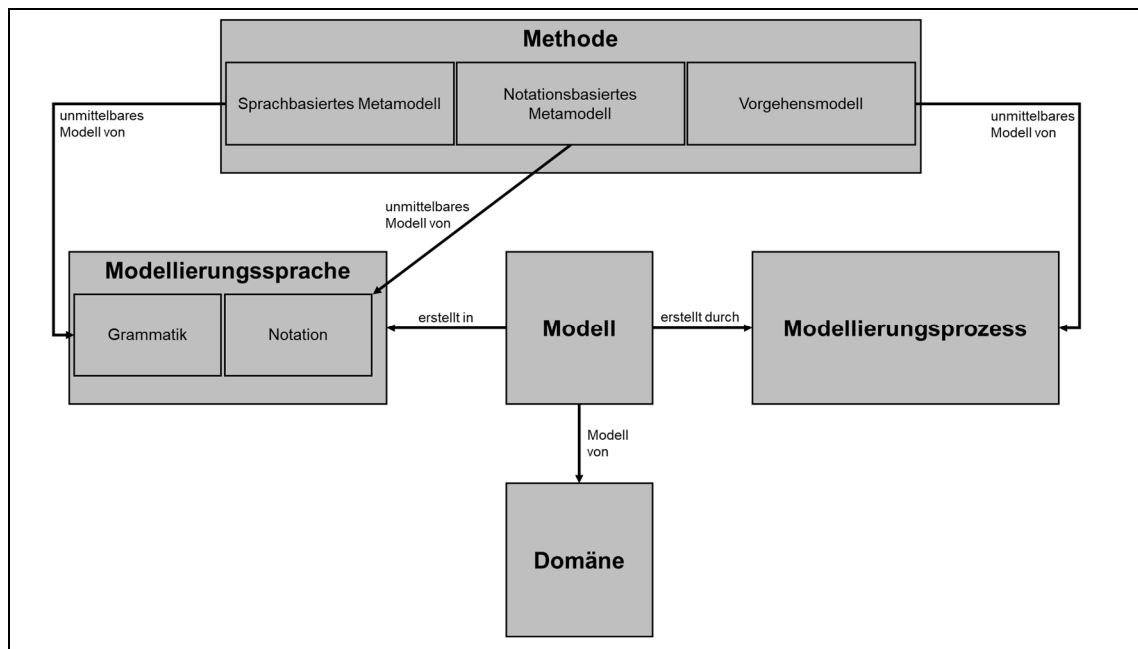 Methode
Sprachbasiertes Metamodell
Notationsbasiertes
Metamodell
Vorgehensmodell
unmittelbares
Modell von
unmittelbares
Modell von
unmittelbares
Modell von
Modellierungssprache
Grammatik
Notation
erstellt in
Modell
erstellt durch
Modellierungsprozess
Modell
von
Domäne